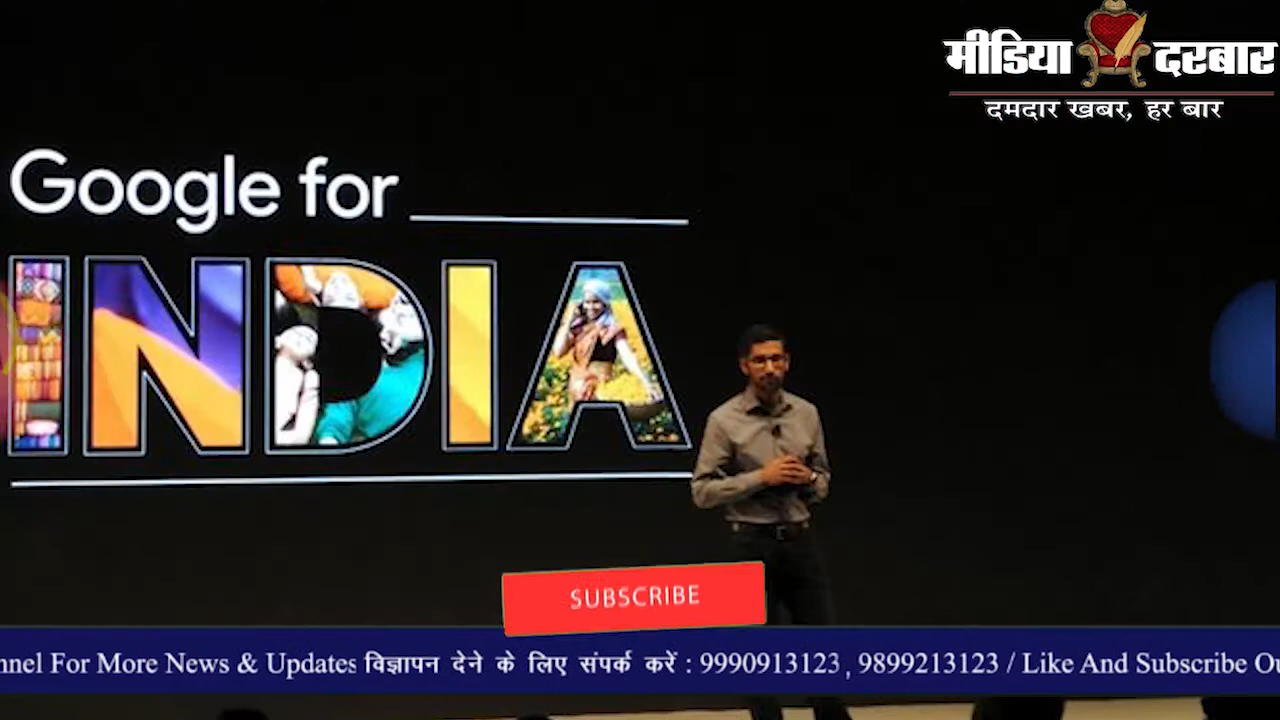 मीडिया दरबार
दमदार खबर, हर बार
Google for
INDIA
SUBSCRIBE
nnel For More News & Updates विज्ञापन देने के लिए संपर्क करें : 9990913123 , 9899213123 / Like And Subscribe Ou